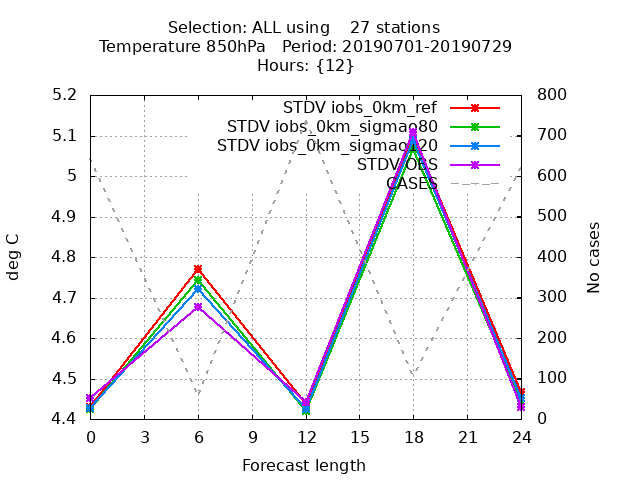 Selection: ALL using    27 stations
Temperature 850hPa   Period: 20190701-20190729
Hours: {12}
STDV iobs_0km_ref
STDV iobs_0km_sigmao80
STDV iobs_0km_sigmao120
STDV OBS
CASES
5.2
5.1
5
4.9
4.8
4.7
4.6
4.5
4.4
deg C
800
700
600
500
400
300
200
100
0
No cases
0 3 6 9 12 15 18 21 24
Forecast length